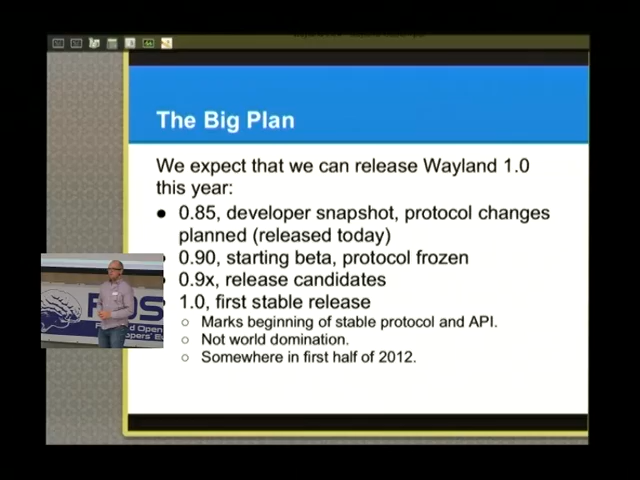 The Big Plan
We expect that we can release Wayland 1.0
this year:
● 0.85, developer snapshot, protocol changes
planned (released today)
0.90, starting beta, protocol frozen
0.9x, release candidates
1.0, first stable release
○ Marks beginning of stable protocol and API.
○ Not world domination.
○ Somewhere in first half of 2012.